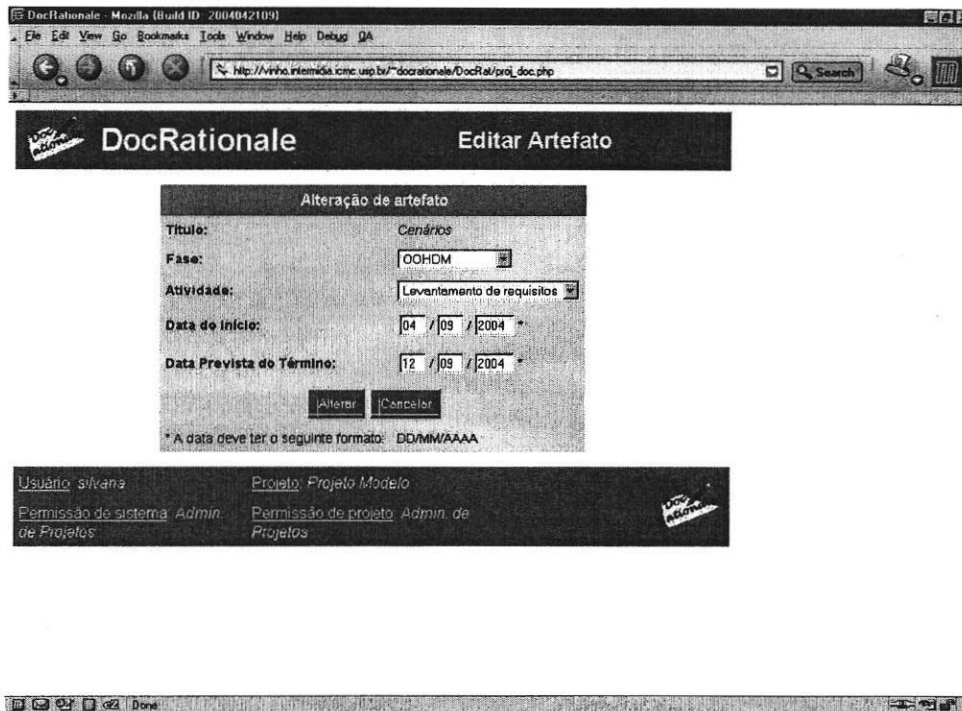 DocRationale - Mozilla {Build ID: 2004042109}
File Edit View Go Bookmarks Tools Window Help Debug QA
http://vinho.intermidia.icmc.usp.br/~docrationale/DocRat/proj_doc.php Search
DocRationale Editar Artefato
Alteração de artefato
Título: Cenários
Fase: OOHDM
Atividade: Levantamento de requisitos
Data do Início: 04 / 09 / 2004 *
Data Prevista do Término: 12 / 09 / 2004 *
Alterar Cancelar
* A data deve ter o seguinte formato: DD/MM/AAAA
Usuário: silvana Projeto: Projeto Modelo
Permissão de sistema: Admin. Permissão de projeto: Admin. de
de Projetos Projetos
Done